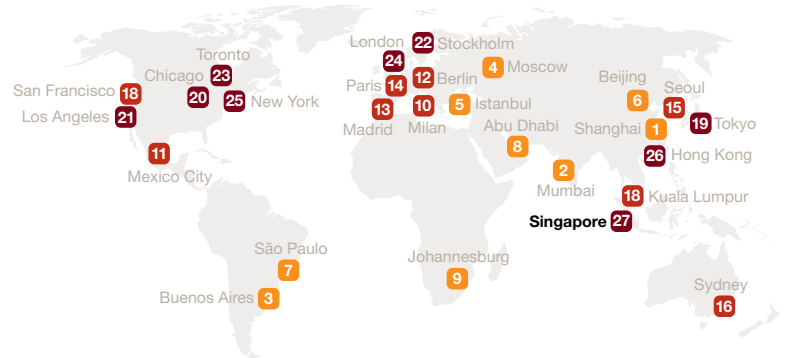 London
22
Stockholm
Toronto
24
4
Moscow
Chicago
23
12
Berlin
Beijing
San Francisco
18
Paris
14
Seoul
20
25
New York
6
13
10
5
Istanbul
15
Los Angeles
21
Madrid
Milan
Abu Dhabi
Shanghai
1
19
Tokyo
11
8
26
Hong Kong
Mexico City
2
Mumbai
18
Kuala Lumpur
Singapore
27
São Paulo
Johannesburg
7
9
Sydney
Buenos Aires
3
16